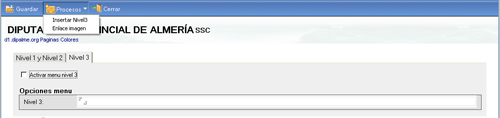 Guardar Procesos Cerrar
Insertar Nivel3
Enlace imagen
DIPUTA NCIAL DE ALMERÍA SSC
d1.dipalme.org Paginas Colores
Nivel 1 y Nivel 2 Nivel 3
Activar menu nivel 3
Opciones menu
Nivel 3: